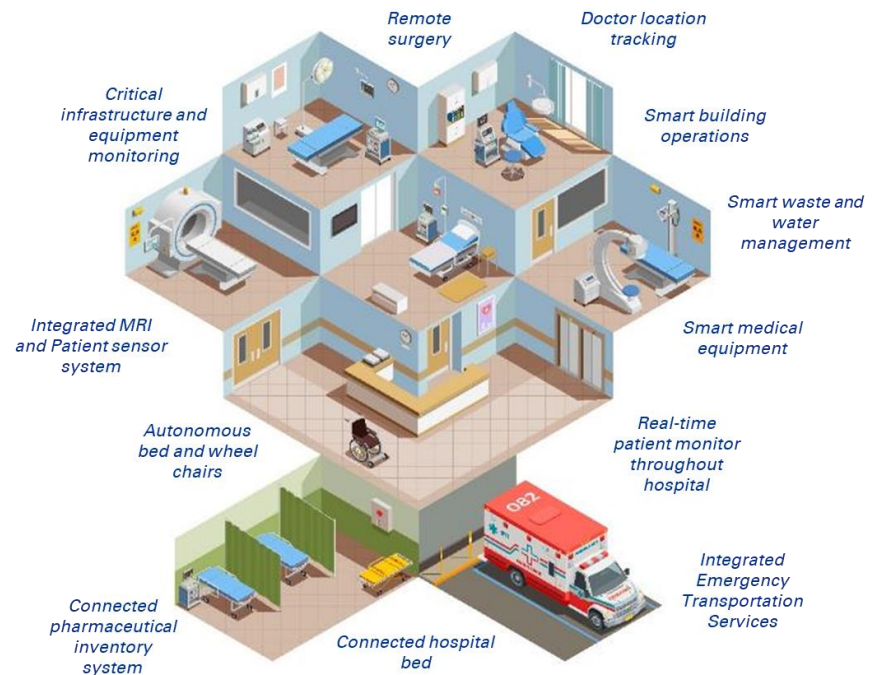 Remote
surgery
Doctor location
tracking
Critical
infrastructure and
equipment
monitoring
Smart building
operations
Smart waste and
water
management
Integrated MRI
and Patient sensor
system
Smart medical
equipment
Autonomous
bed and wheel
chairs
Real-time
patient monitor
throughout
hospital
082
Integrated
Emergency
Transportation
Services
Connected
pharmaceutical
inventory
system
Connected hospital
bed